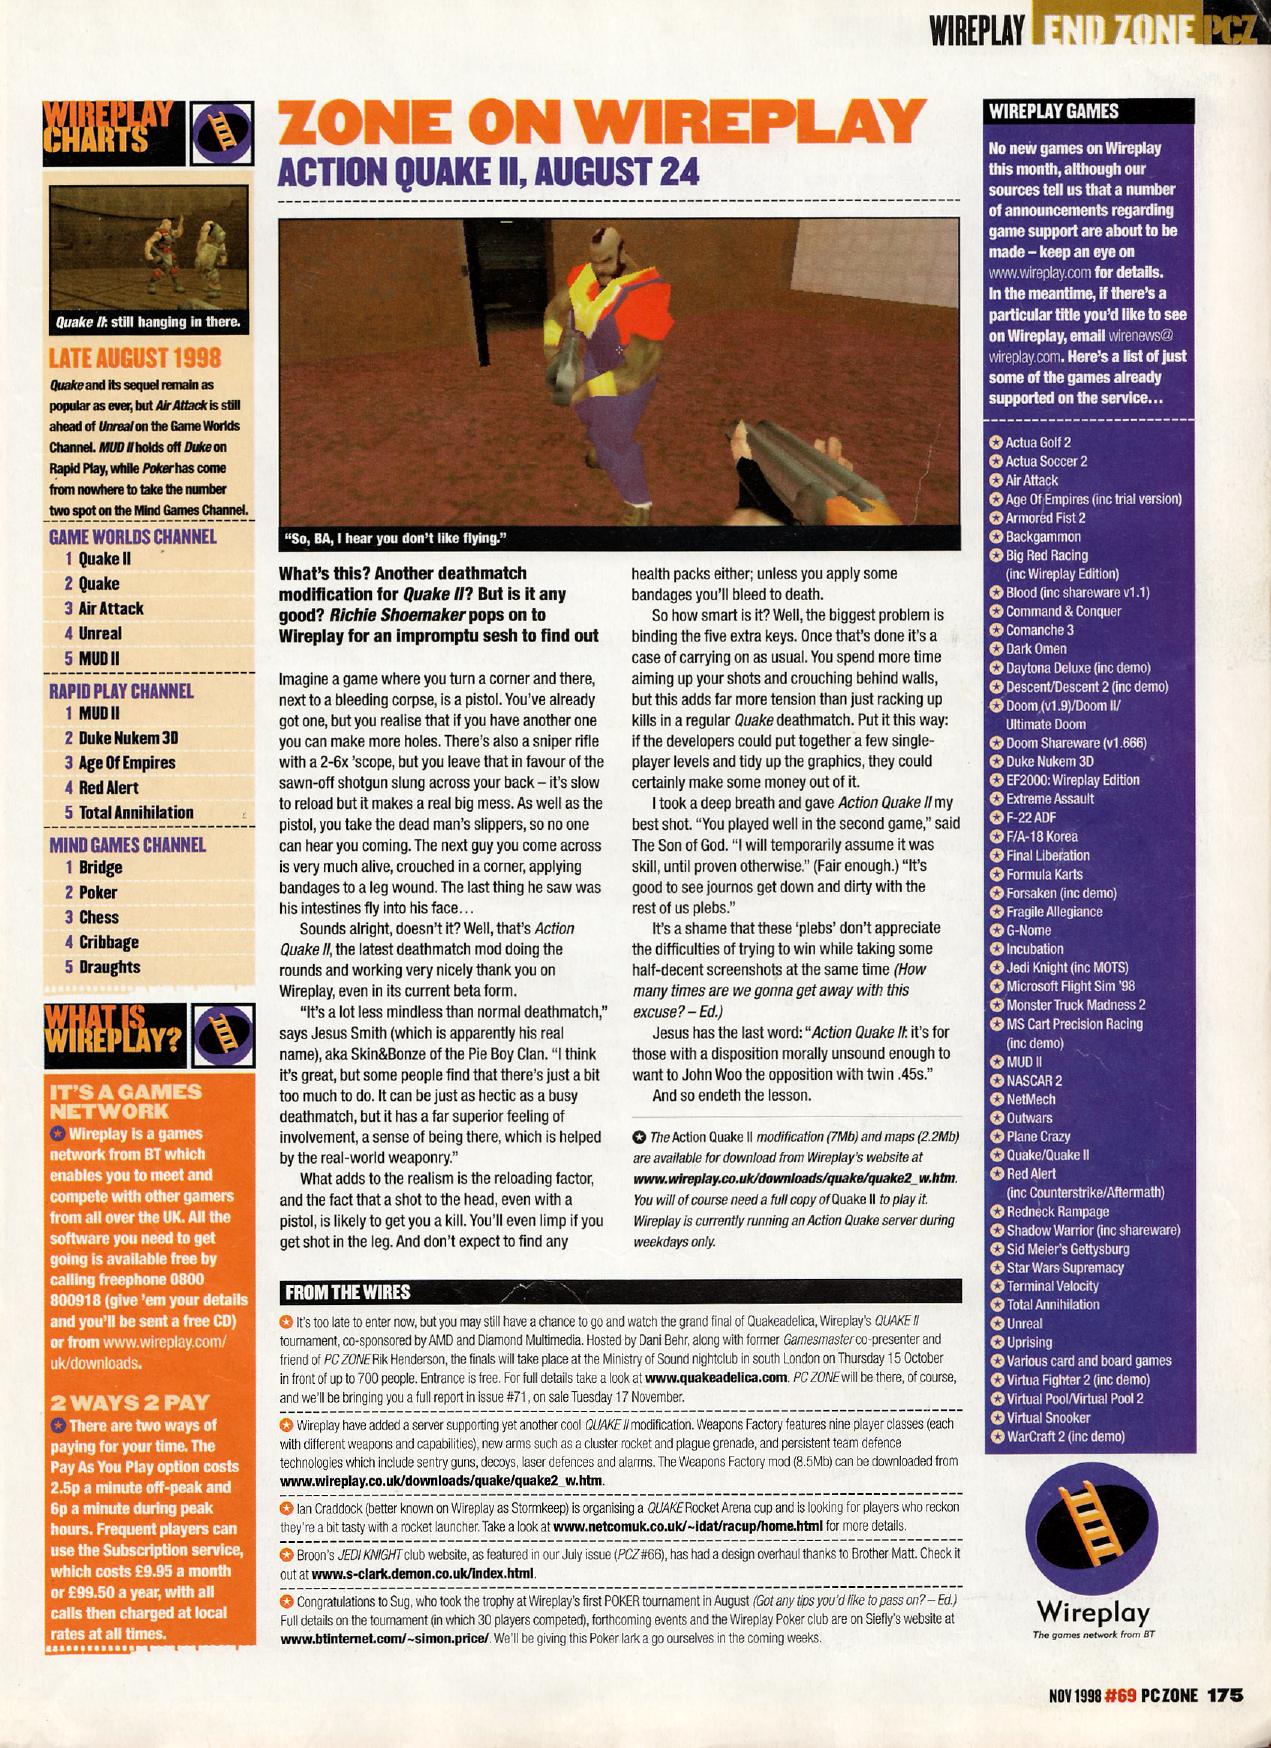 WIREPLAY END ZONE PCZ
WIREPLAY
CHARTS
Quake II: still hanging in there.
LATE AUGUST 1998
Quake and its sequel remain as
popular as ever, but Air Attack is still
ahead of Unreal on the Game Worlds
Channel. MUD II holds off Duke on
Rapid Play, while Poker has come
from nowhere to take the number
two spot on the Mind Games Channel.
GAME WORLDS CHANNEL
1 Quake II
2 Quake
3 Air Attack
4 Unreal
5 MUD II
RAPID PLAY CHANNEL
1 MUD II
2 Duke Nukem 3D
3 Age Of Empires
4 Red Alert
5 Total Annihilation
MIND GAMES CHANNEL
1 Bridge
2 Poker
3 Chess
4 Cribbage
5 Draughts
WHAT IS
WIREPLAY?
IT'S A GAMES
NETWORK
Wireplay is a games
network from BT which
enables you to meet and
compete with other gamers
from all over the UK. All the
software you need to get
going is available free by
calling freephone 0800
800918 (give 'em your details
and you'll be sent a free CD)
or from www.wireplay.com/
uk/downloads.
2 WAYS 2 PAY
There are two ways of
paying for your time. The
Pay As You Play option costs
2.5p a minute off-peak and
6p a minute during peak
hours. Frequent players can
use the Subscription service,
which costs £9.95 a month
or £99.50 a year, with all
calls then charged at local
rates at all times.
ZONE ON WIREPLAY
ACTION QUAKE II, AUGUST 24
"So, BA, I hear you don't like flying."
What's this? Another deathmatch
modification for Quake II? But is it any
good? Richie Shoemaker pops on to
Wireplay for an impromptu sesh to find out
Imagine a game where you turn a corner and there,
next to a bleeding corpse, is a pistol. You've already
got one, but you realise that if you have another one
you can make more holes. There's also a sniper rifle
with a 2-6x 'scope, but you leave that in favour of the
sawn-off shotgun slung across your back – it's slow
to reload but it makes a real big mess. As well as the
pistol, you take the dead man's slippers, so no one
can hear you coming. The next guy you come across
is very much alive, crouched in a corner, applying
bandages to a leg wound. The last thing he saw was
his intestines fly into his face...
Sounds alright, doesn't it? Well, that's Action
Quake II, the latest deathmatch mod doing the
rounds and working very nicely thank you on
Wireplay, even in its current beta form.
"It's a lot less mindless than normal deathmatch,"
says Jesus Smith (which is apparently his real
name), aka Skin&Bonze of the Pie Boy Clan. "I think
it's great, but some people find that there's just a bit
too much to do. It can be just as hectic as a busy
deathmatch, but it has a far superior feeling of
involvement, a sense of being there, which is helped
by the real-world weaponry."
What adds to the realism is the reloading factor,
and the fact that a shot to the head, even with a
pistol, is likely to get you a kill. You'll even limp if you
get shot in the leg. And don't expect to find any
health packs either; unless you apply some
bandages you'll bleed to death.
So how smart is it? Well, the biggest problem is
binding the five extra keys. Once that's done it's a
case of carrying on as usual. You spend more time
aiming up your shots and crouching behind walls,
but this adds far more tension than just racking up
kills in a regular Quake deathmatch. Put it this way:
if the developers could put together a few single-
player levels and tidy up the graphics, they could
certainly make some money out of it.
I took a deep breath and gave Action Quake II my
best shot. "You played well in the second game," said
The Son of God. "I will temporarily assume it was
skill, until proven otherwise." (Fair enough.) "It's
good to see journos get down and dirty with the
rest of us plebs."
It's a shame that these 'plebs' don't appreciate
the difficulties of trying to win while taking some
half-decent screenshots at the same time (How
many times are we gonna get away with this
excuse? – Ed.)
Jesus has the last word: "Action Quake II: it's for
those with a disposition morally unsound enough to
want to John Woo the opposition with twin .45s."
And so endeth the lesson.
The Action Quake II modification (7Mb) and maps (2.2Mb)
are available for download from Wireplay's website at
www.wireplay.co.uk/downloads/quake/quake2_w.htm.
You will of course need a full copy of Quake II to play it.
Wireplay is currently running an Action Quake server during
weekdays only.
FROM THE WIRES
It's too late to enter now, but you may still have a chance to go and watch the grand final of Quakeadelica, Wireplay's QUAKE II
tournament, co-sponsored by AMD and Diamond Multimedia. Hosted by Dani Behr, along with former Gamesmaster co-presenter and
friend of PC ZONE Rik Henderson, the finals will take place at the Ministry of Sound nightclub in south London on Thursday 15 October
in front of up to 700 people. Entrance is free. For full details take a look at www.quakeadelica.com. PC ZONE will be there, of course,
and we'll be bringing you a full report in issue #71, on sale Tuesday 17 November.
Wireplay have added a server supporting yet another cool QUAKE II modification. Weapons Factory features nine player classes (each
with different weapons and capabilities), new arms such as a cluster rocket and plague grenade, and persistent team defence
technologies which include sentry guns, decoys, laser defences and alarms. The Weapons Factory mod (8.5Mb) can be downloaded from
www.wireplay.co.uk/downloads/quake/quake2_w.htm.
Ian Craddock (better known on Wireplay as Stormkeep) is organising a QUAKE Rocket Arena cup and is looking for players who reckon
they're a bit tasty with a rocket launcher. Take a look at www.netcomuk.co.uk/~idat/racup/home.html for more details.
Broon's JEDI KNIGHT club website, as featured in our July issue (PCZ #66), has had a design overhaul thanks to Brother Matt. Check it
out at www.s-clark.demon.co.uk/index.html.
Congratulations to Sug, who took the trophy at Wireplay's first POKER tournament in August (Got any tips you'd like to pass on? – Ed.)
Full details on the tournament (in which 30 players competed), forthcoming events and the Wireplay Poker club are on Siefly's website at
www.btinternet.com/~simon.price/. We'll be giving this Poker lark a go ourselves in the coming weeks.
WIREPLAY GAMES
No new games on Wireplay
this month, although our
sources tell us that a number
of announcements regarding
game support are about to be
made – keep an eye on
www.wireplay.com for details.
In the meantime, if there's a
particular title you'd like to see
on Wireplay, email wirenews@
wireplay.com. Here's a list of just
some of the games already
supported on the service...
Actua Golf 2
Actua Soccer 2
Air Attack
Age Of Empires (inc trial version)
Armored Fist 2
Backgammon
Big Red Racing
(inc Wireplay Edition)
Blood (inc shareware v1.1)
Command & Conquer
Comanche 3
Dark Omen
Daytona Deluxe (inc demo)
Descent/Descent 2 (inc demo)
Doom (v1.9)/Doom II/
Ultimate Doom
Doom Shareware (v1.666)
Duke Nukem 3D
EF2000: Wireplay Edition
Extreme Assault
F-22 ADF
F/A-18 Korea
Final Liberation
Formula Karts
Forsaken (inc demo)
Fragile Allegiance
G-Nome
Incubation
Jedi Knight (inc MOTS)
Microsoft Flight Sim '98
Monster Truck Madness 2
MS Cart Precision Racing
(inc demo)
MUD II
NASCAR 2
NetMech
Outwars
Plane Crazy
Quake/Quake II
Red Alert
(inc Counterstrike/Aftermath)
Redneck Rampage
Shadow Warrior (inc shareware)
Sid Meier's Gettysburg
Star Wars Supremacy
Terminal Velocity
Total Annihilation
Unreal
Uprising
Various card and board games
Virtua Fighter 2 (inc demo)
Virtual Pool/Virtual Pool 2
Virtual Snooker
WarCraft 2 (inc demo)
Wireplay
The games network from BT
NOV 1998 #69 PC ZONE 175